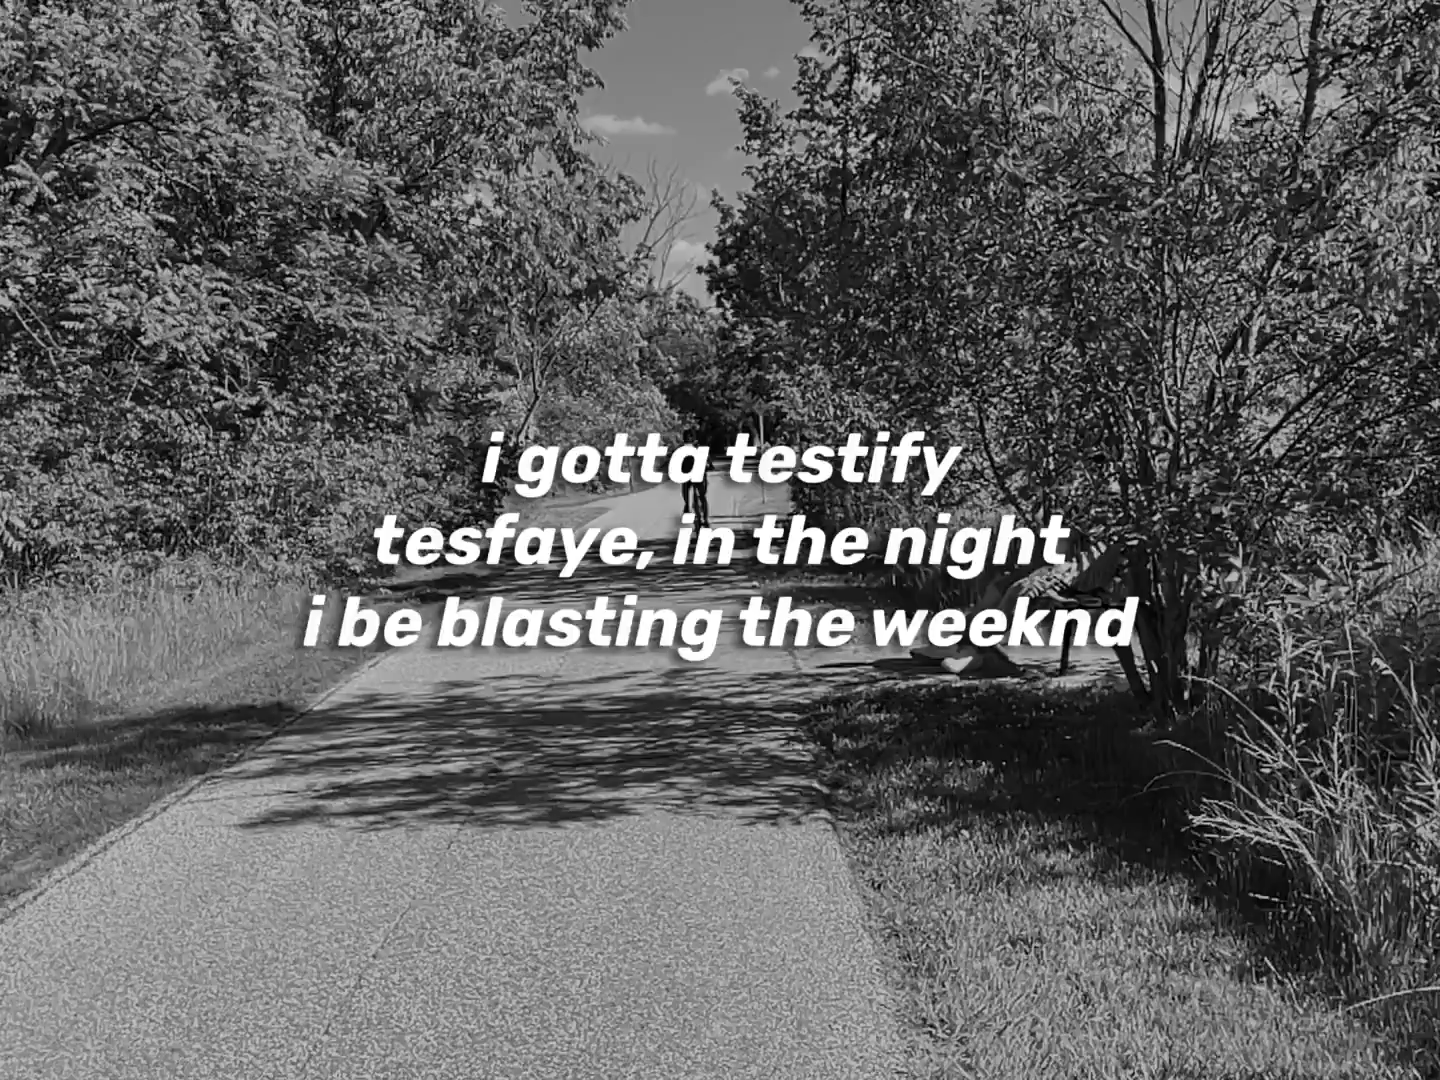 i gotta testify
tesfaye, in the night
i be blasting the weeknd